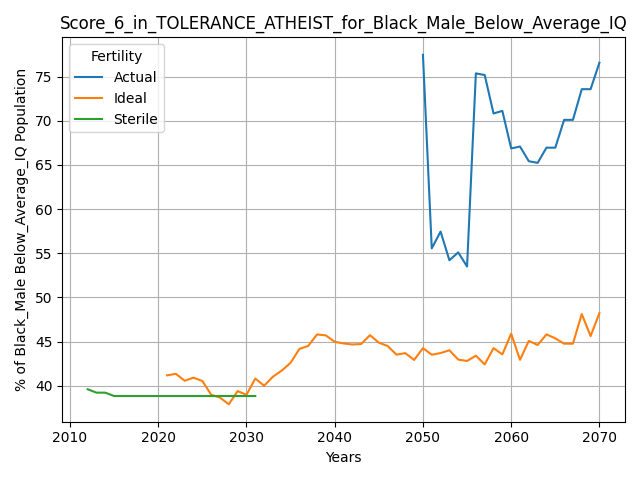 Score_6_in_TOLERANCE_ATHEIST_for_Black_Male_Below_Average_IQ
Fertility
Actual
Ideal
Sterile
% of Black_Male Below_Average_IQ Population
75
70
65
60
55
50
45
40
2010 2020 2030 2040 2050 2060 2070
Years